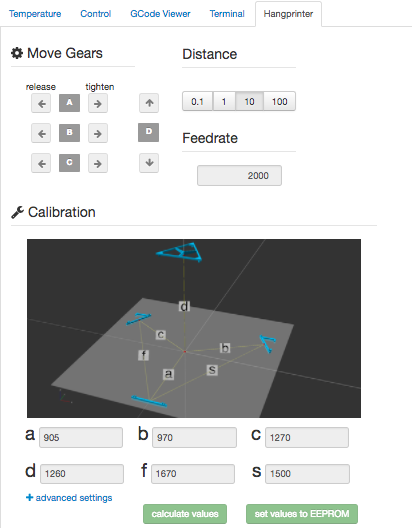 Temperature Control GCode Viewer Terminal Hangprinter
Move Gears
Distance
release tighten
A
0.1 1 10 100
B D
Feedrate
C
2000
Calibration
d
c
b
f
a s
a 905 b 970 c 1270
d 1260 f 1670 s 1500
+ advanced settings
calculate values set values to EEPROM